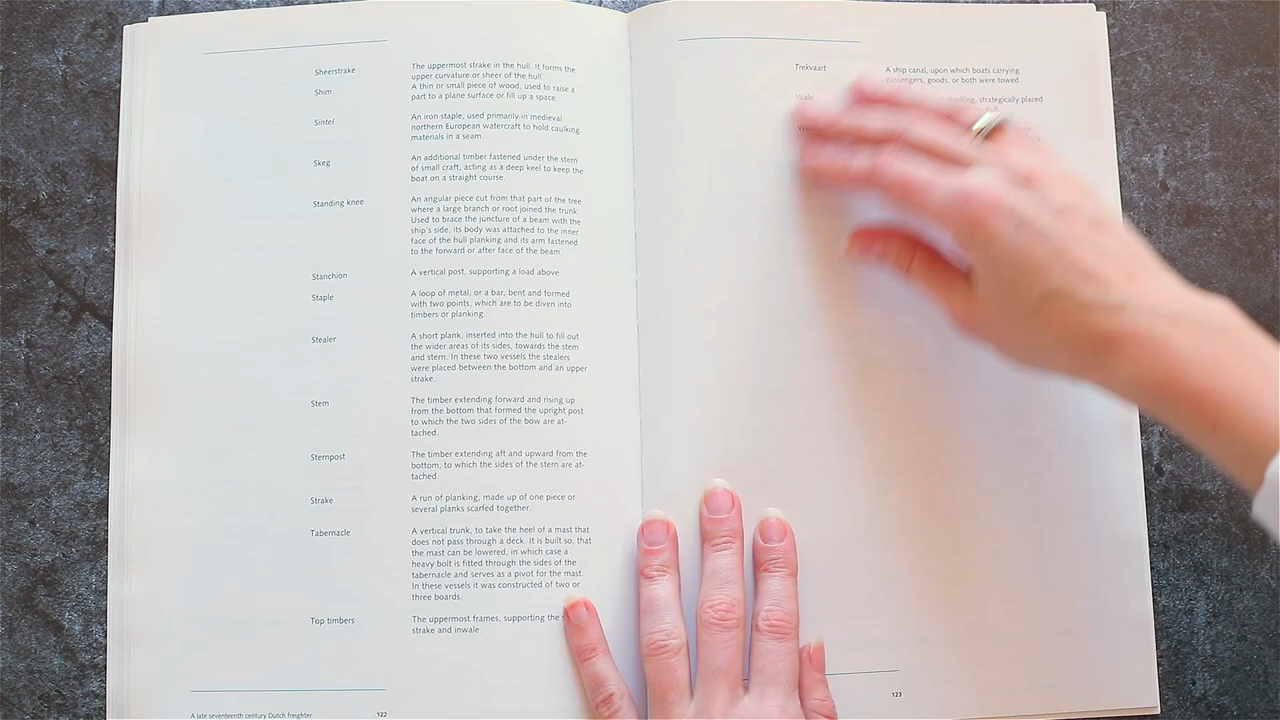 Sheerstrake
The uppermost strake in the hull. It forms the
upper curvature or sheer of the hull.
Shim
A thin or small piece of wood, used to raise a
part to a plane surface or fill up a space.
Sintel
An iron staple, used primarily in medieval
northern European watercraft to hold caulking
materials in a seam.
Skeg
An additional timber fastened under the stern
of small craft, acting as a deep keel to keep the
boat on a straight course.
Standing knee
An angular piece cut from that part of the tree
where a large branch or root joined the trunk.
Used to brace the juncture of a beam with the
ship's side, its body was attached to the inner
face of the hull planking and its arm fastened
to the forward or after face of the beam.
Stanchion
A vertical post, supporting a load above.
Staple
A loop of metal, or a bar, bent and formed
with two points, which are to be diven into
timbers or planking.
Stealer
A short plank, inserted into the hull to fill out
the wider areas of its sides, towards the stem
and stern. In these two vessels the stealers
were placed between the bottom and an upper
strake.
Stem
The timber extending forward and rising up
from the bottom that formed the upright post
to which the two sides of the bow are at-
tached.
Sternpost
The timber extending aft and upward from the
bottom, to which the sides of the stern are at-
tached.
Strake
A run of planking, made up of one piece or
several planks scarfed together.
Tabernacle
A vertical trunk, to take the heel of a mast that
does not pass through a deck. It is built so, that
the mast can be lowered, in which case a
heavy bolt is fitted through the sides of the
tabernacle and serves as a pivot for the mast.
In these vessels it was constructed of two or
three boards.
Top timbers
The uppermost frames, supporting the
strake and inwale.
A late seventeenth century Dutch freighter
122
Trekvaart
A ship canal, upon which boats carrying
passengers, goods, or both were towed.
Wale
planking, strategically placed
hull.
123